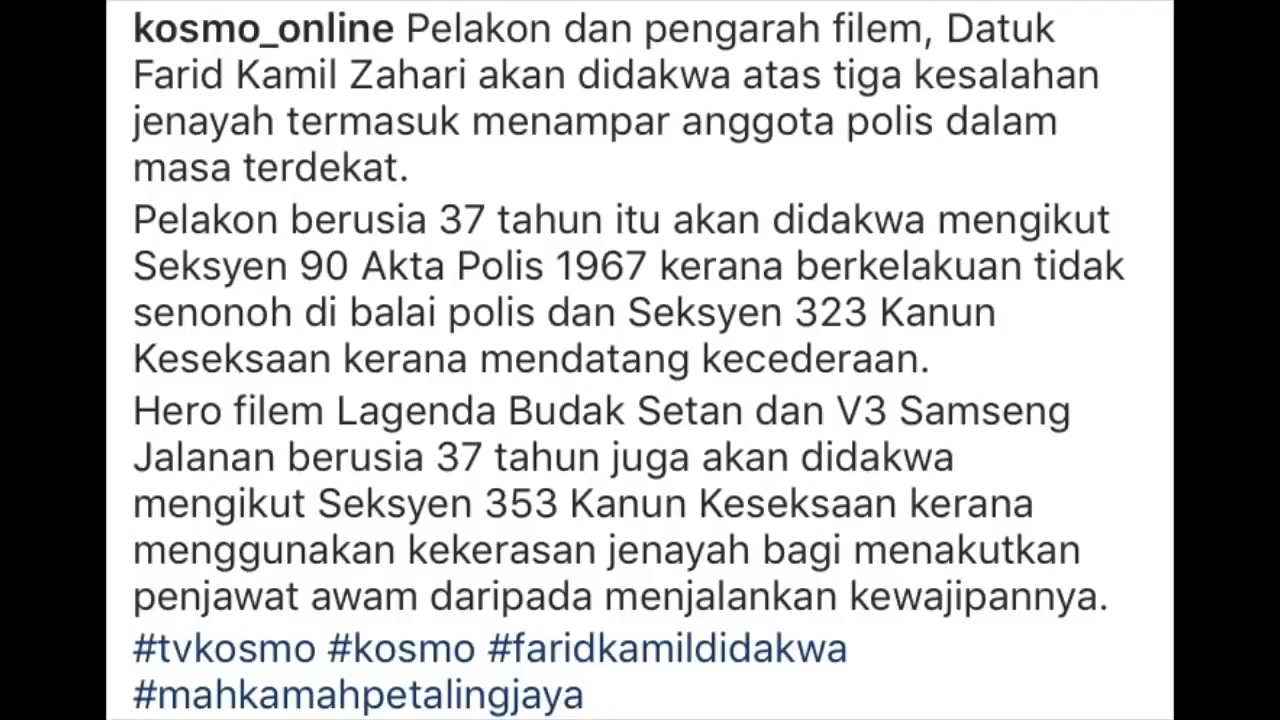 kosmo_online Pelakon dan pengarah filem, Datuk
Farid Kamil Zahari akan didakwa atas tiga kesalahan
jenayah termasuk menampar anggota polis dalam
masa terdekat.
Pelakon berusia 37 tahun itu akan didakwa mengikut
Seksyen 90 Akta Polis 1967 kerana berkelakuan tidak
senonoh di balai polis dan Seksyen 323 Kanun
Keseksaan kerana mendatang kecederaan.
Hero filem Lagenda Budak Setan dan V3 Samseng
Jalanan berusia 37 tahun juga akan didakwa
mengikut Seksyen 353 Kanun Keseksaan kerana
menggunakan kekerasan jenayah bagi menakutkan
penjawat awam daripada menjalankan kewajipannya.
#tvkosmo #kosmo #faridkamildidakwa
#mahkamahpetalingjaya